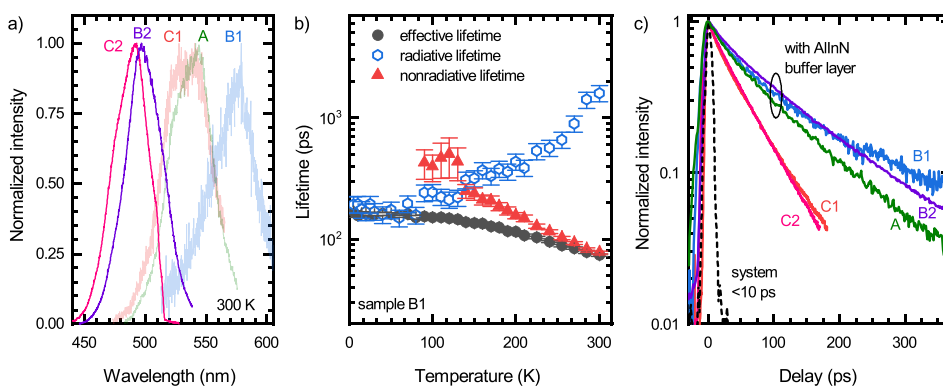 a)
Normalized intensity
1.00
0.75
0.50
0.25
0.00
C2
B2
C1
A
B1
300 K
450
500
550
600
Wavelength (nm)
b)
Lifetime (ps)
10³
10²
effective lifetime
radiative lifetime
nonradiative lifetime
sample B1
0
100
200
300
Temperature (K)
c)
Normalized intensity
1
0.1
0.01
with AlInN
buffer layer
B1
B2
A
C1
C2
system
<10 ps
0
100
200
300
Delay (ps)